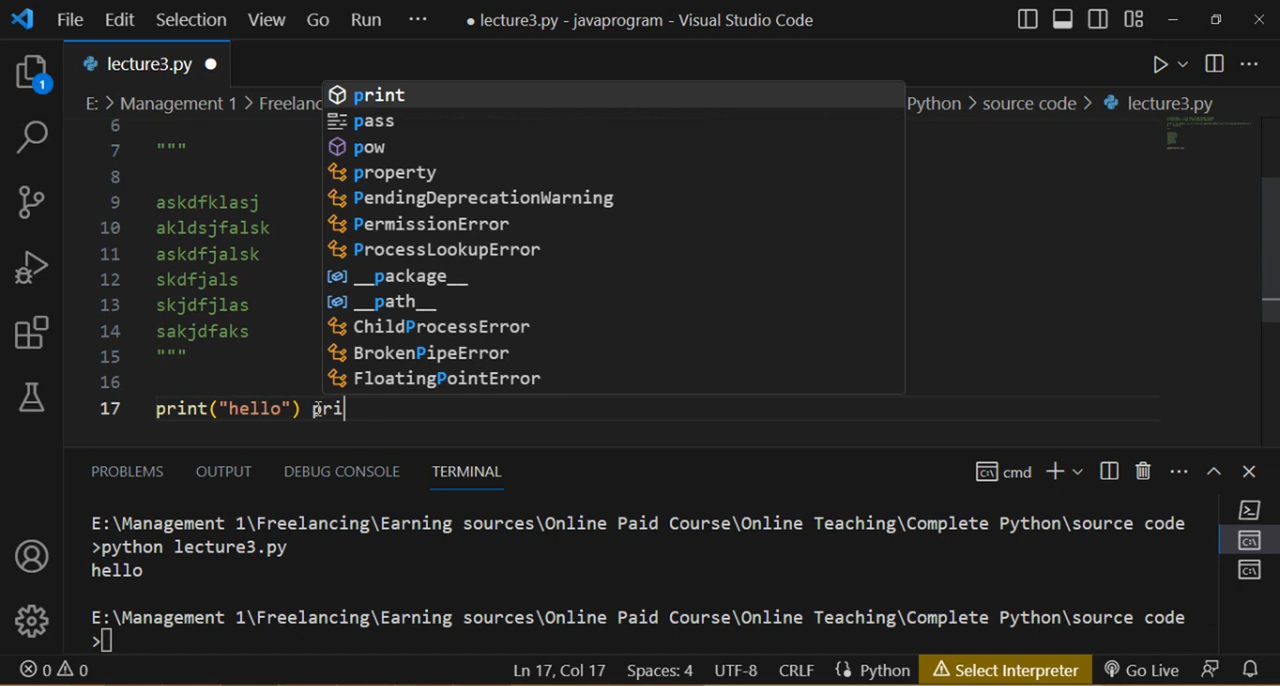 File Edit Selection View Go Run ··· ● lecture3.py - javaprogram - Visual Studio Code
1
lecture3.py ●
E: > Management 1 > Freelanc Python > source code > lecture3.py
print
pass
pow
property
PendingDeprecationWarning
PermissionError
ProcessLookupError
__package__
__path__
ChildProcessError
BrokenPipeError
FloatingPointError
6
7 """
8
9 askdfklasj
10 akldsjfalsk
11 askdfjalsk
12 skdfjals
13 skjdfjlas
14 sakjdfaks
15 """
16
17 print("hello") pri
PROBLEMS OUTPUT DEBUG CONSOLE TERMINAL cmd
E:\Management 1\Freelancing\Earning sources\Online Paid Course\Online Teaching\Complete Python\source code
>python lecture3.py
hello
E:\Management 1\Freelancing\Earning sources\Online Paid Course\Online Teaching\Complete Python\source code
>
0 0 Ln 17, Col 17 Spaces: 4 UTF-8 CRLF Python Select Interpreter Go Live